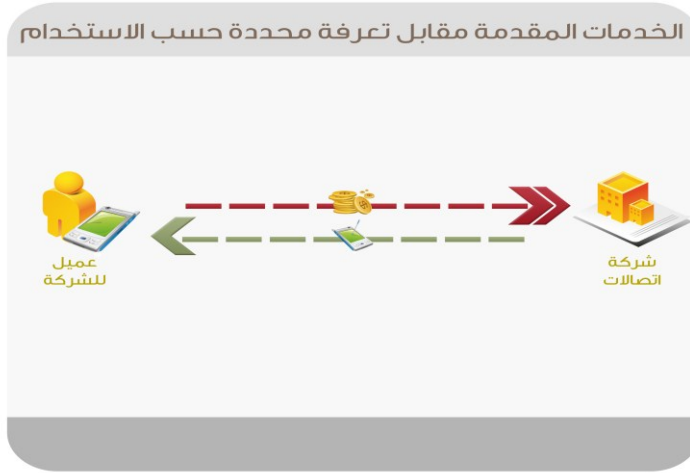 الخدمات المقدمة مقابل تعرفة محددة حسب الاستخدام
شركة
اتصالات
عميل
للشركة